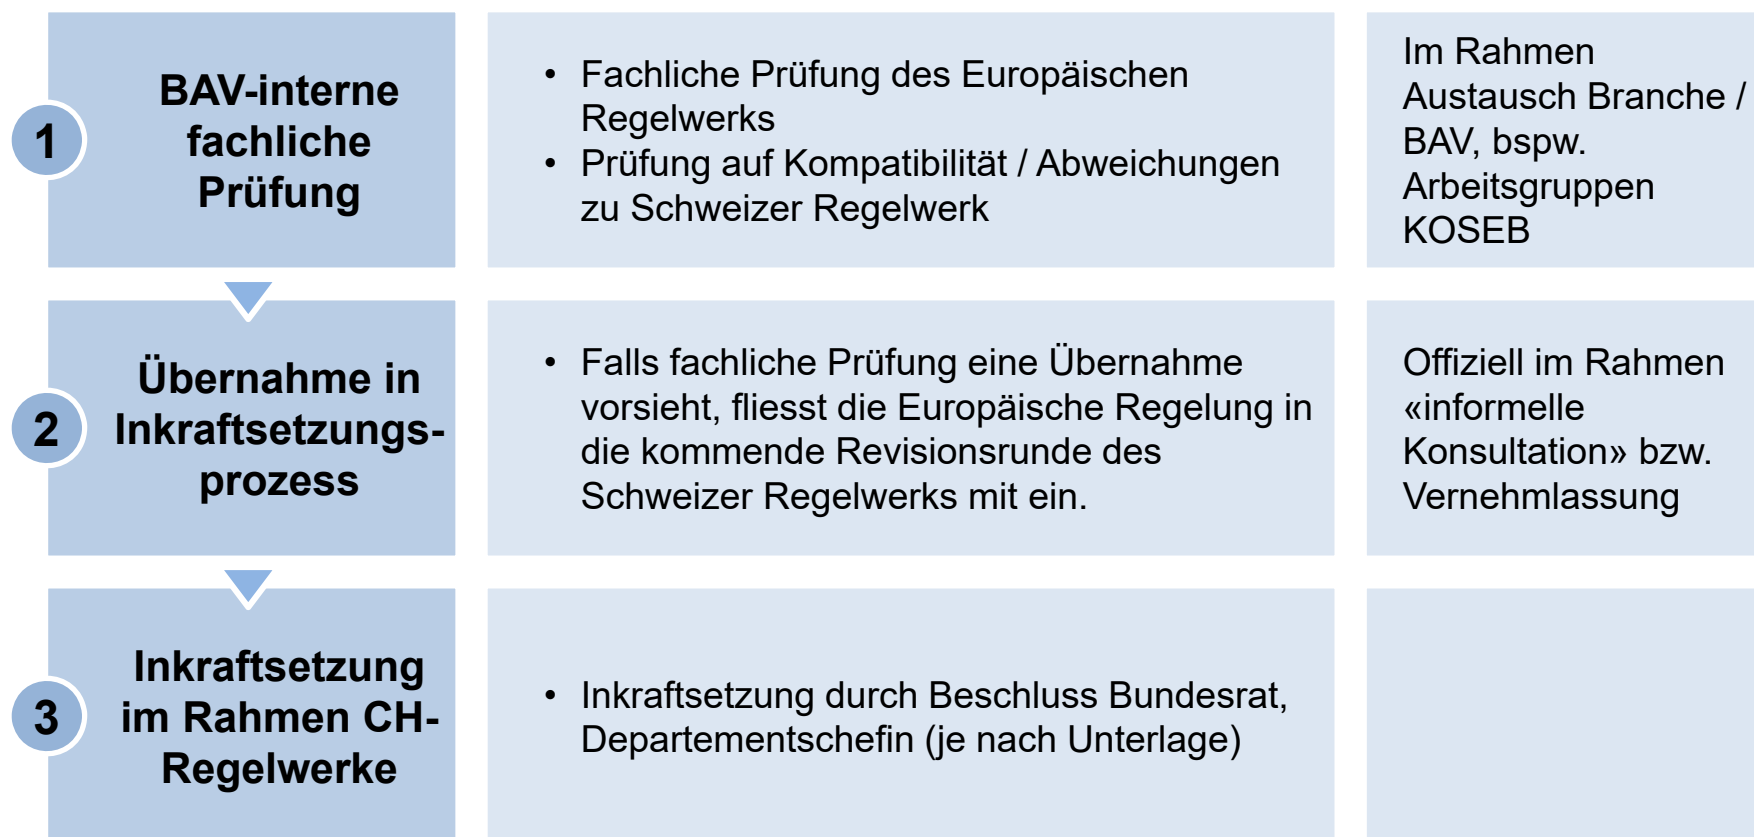 1
BAV-interne
fachliche
Prüfung
• Fachliche Prüfung des Europäischen
Regelwerks
• Prüfung auf Kompatibilität / Abweichungen
zu Schweizer Regelwerk
Im Rahmen
Austausch Branche /
BAV, bspw.
Arbeitsgruppen
KOSEB
2
Übernahme in
Inkraftsetzungs-
prozess
• Falls fachliche Prüfung eine Übernahme
vorsieht, fliesst die Europäische Regelung in
die kommende Revisionsrunde des
Schweizer Regelwerks mit ein.
Offiziell im Rahmen
«informelle
Konsultation» bzw.
Vernehmlassung
3
Inkraftsetzung
im Rahmen CH-
Regelwerke
• Inkraftsetzung durch Beschluss Bundesrat,
Departementschefin (je nach Unterlage)